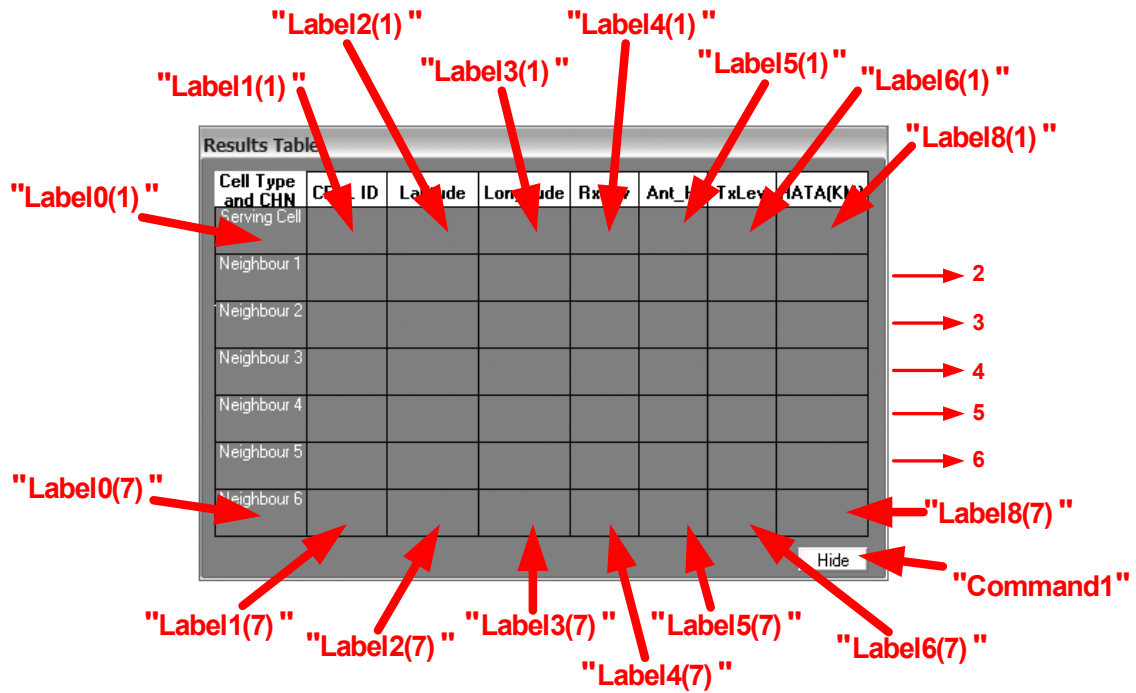 "Label2(1) "
"Label4(1) "
"Label1(1) "
"Label3(1) "
"Label5(1) "
"Label6(1) "
"Label8(1) "
Results Table
"Label0(1) "
Cell Type
and CHN
ID
Ant_H
TxLev
Serving Cell
Neighbour 1
2
Neighbour 2
3
Neighbour 3
4
Neighbour 4
5
Neighbour 5
6
"Label0(7) "
Neighbour 6
"Label8(7) "
Hide
"Command1"
"Label1(7) "
"Label2(7)
"Label3(7) "
"Label4(7) "
"Label5(7) "
"Label6(7) "